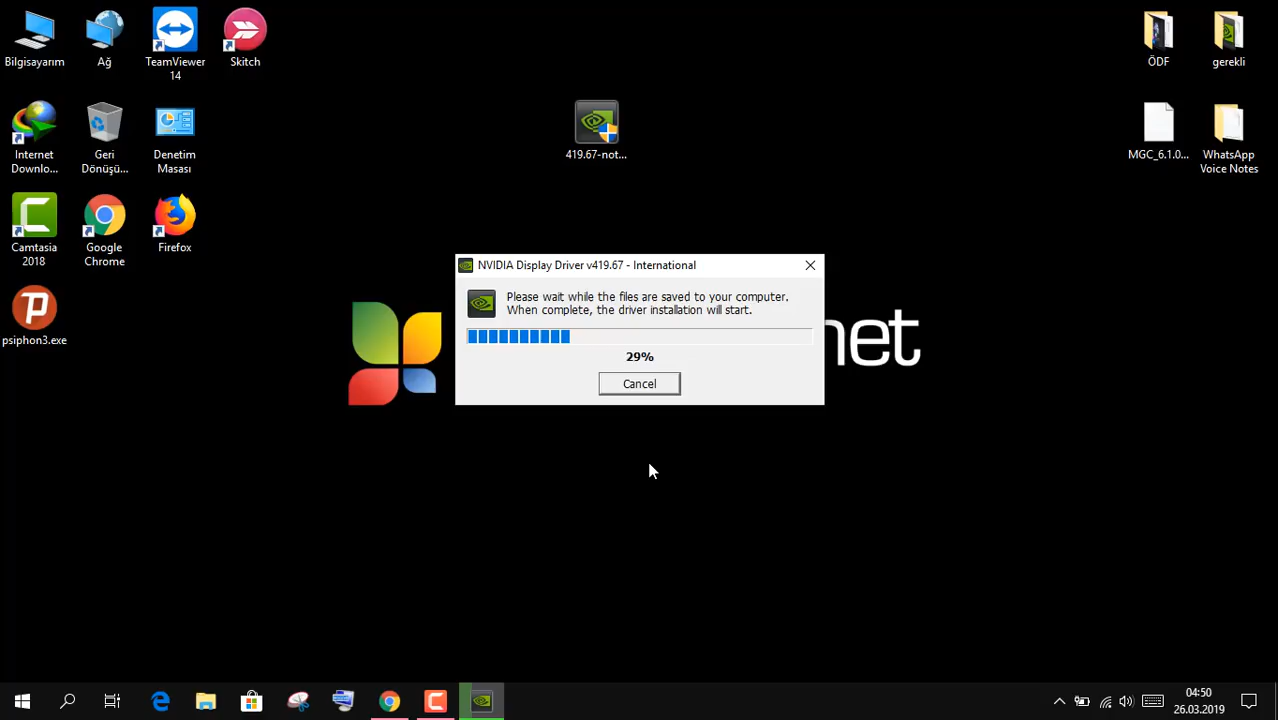 Bilgisayarım
Ağ
TeamViewer
14
Skitch
ÖDF
gerekli
Internet
Downlo...
Geri
Dönüşü...
Denetim
Masası
419.67-not...
MGC_6.1.0...
WhatsApp
Voice Notes
Camtasia
2018
Google
Chrome
Firefox
psiphon3.exe
NVIDIA Display Driver v419.67 - International
Please wait while the files are saved to your computer.
When complete, the driver installation will start.
29%
Cancel
net
04:50
26.03.2019